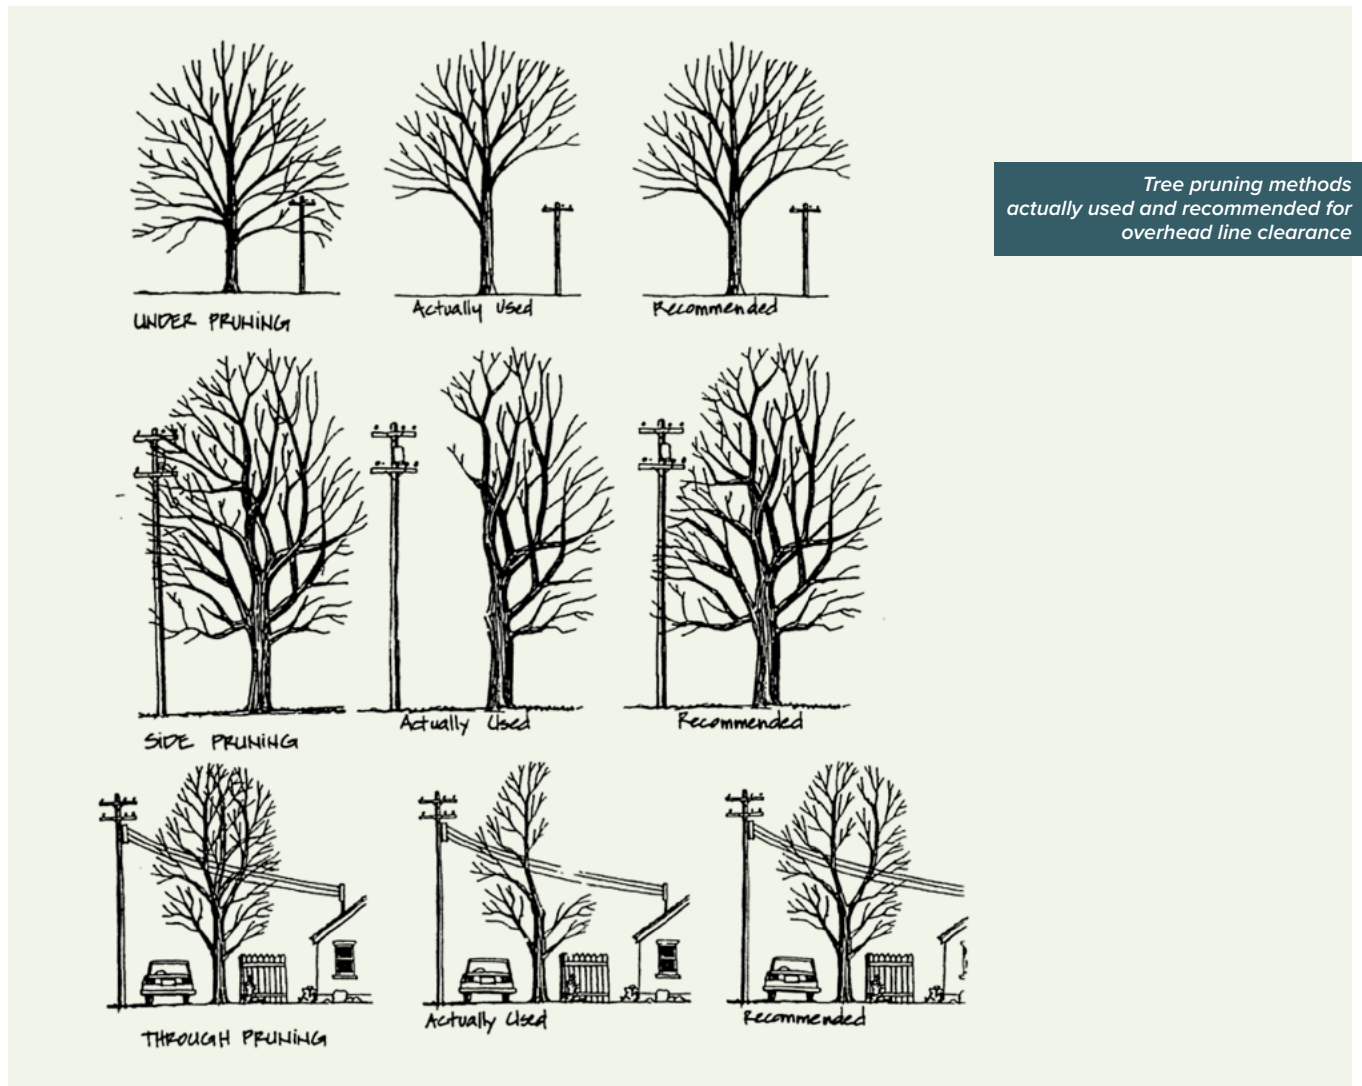 Tree pruning methods
actually used and recommended for
overhead line clearance
UNDER PRUNING
Actually Used
Recommended
SIDE PRUNING
Actually Used
Recommended
THROUGH PRUNING
Actually Used
Recommended